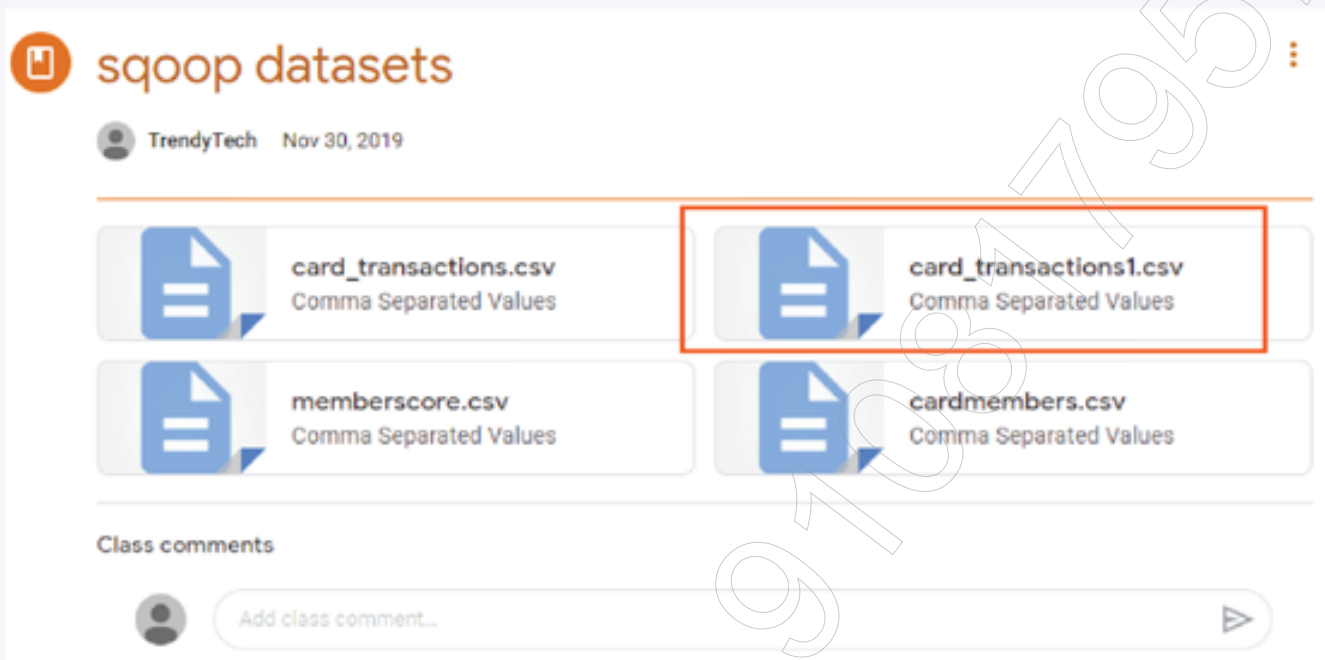 sqoop datasets
TrendyTech Nov 30, 2019
card_transactions.csv
Comma Separated Values
card_transactions1.csv
Comma Separated Values
memberscore.csv
Comma Separated Values
cardmembers.csv
Comma Separated Values
Class comments
Add class comment...
910881795